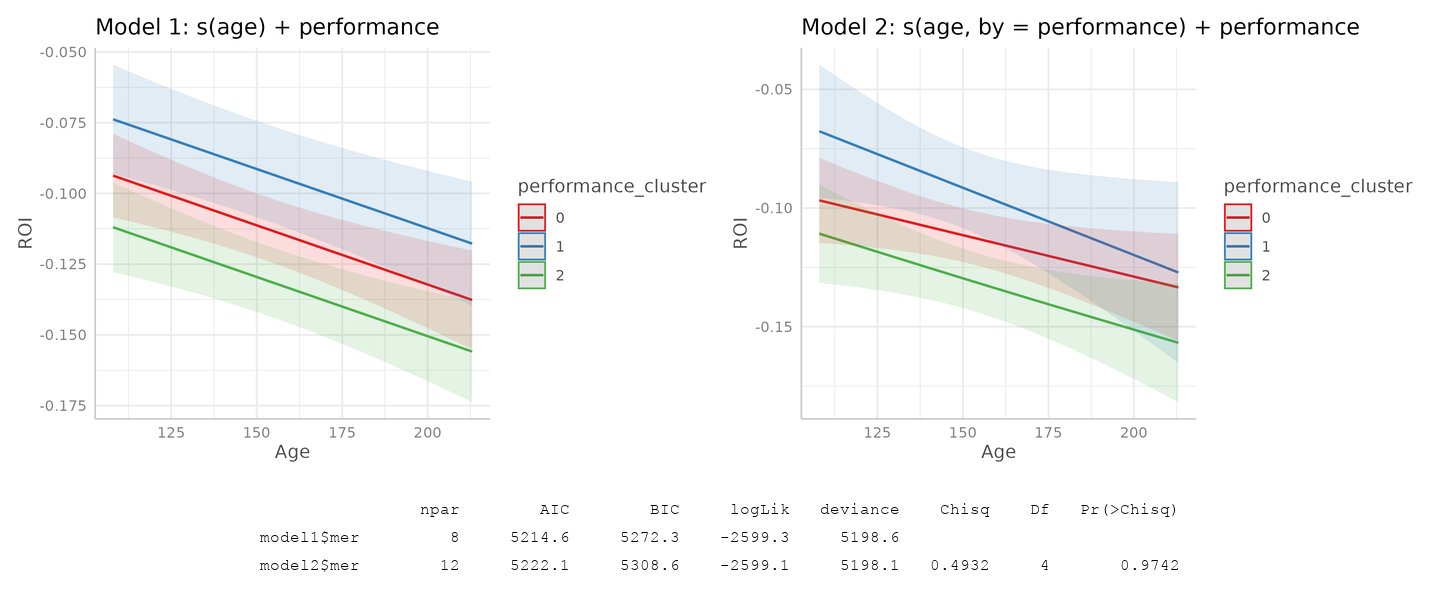 Model 1: s(age) + performance
-0.050
-0.075
-0.100
-0.125
-0.150
-0.175
ROI
125 150 175 200
Age
performance_cluster
0
1
2
Model 2: s(age, by = performance) + performance
-0.05
-0.10
-0.15
ROI
125 150 175 200
Age
performance_cluster
0
1
2
npar AIC BIC logLik deviance Chisq Df Pr(>Chisq)
model1$mer 8 5214.6 5272.3 -2599.3 5198.6
model2$mer 12 5222.1 5308.6 -2599.1 5198.1 0.4932 4 0.9742